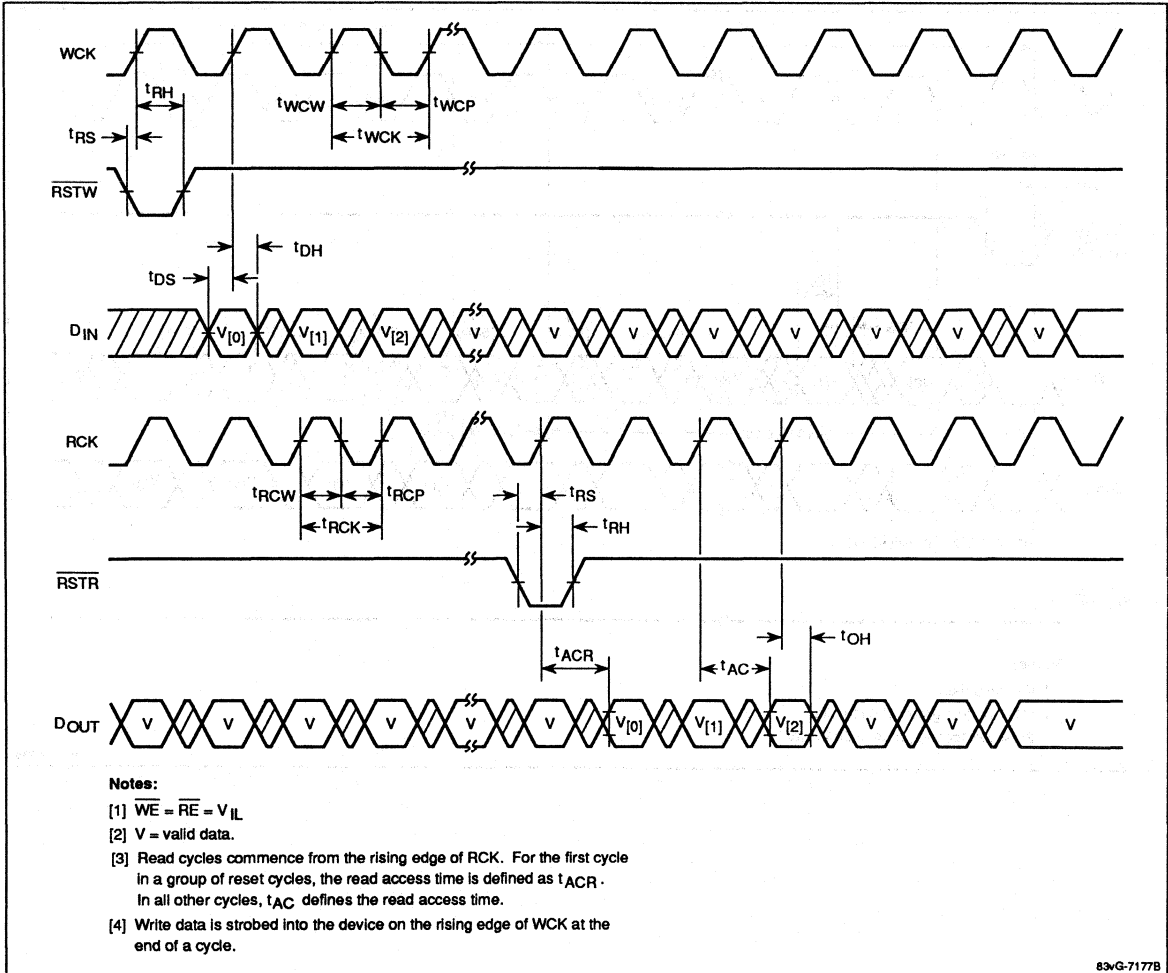 WCK
tRH
tWCW
tWCP
tWCK
tRS
RSTW
tDH
tDS
DIN
V[0] V[1] V[2] V V V V V V V V
RCK
tRCW
tRCP
tRS
tRCK
tRH
RSTR
tOH
tACR
tAC
DOUT
V V V V V V V[0] V[1] V[2] V V V
Notes:
[1] WE = RE = VIL
[2] V = valid data.
[3] Read cycles commence from the rising edge of RCK. For the first cycle
in a group of reset cycles, the read access time is defined as tACR.
In all other cycles, tAC defines the read access time.
[4] Write data is strobed into the device on the rising edge of WCK at the
end of a cycle.
83vG-7177B